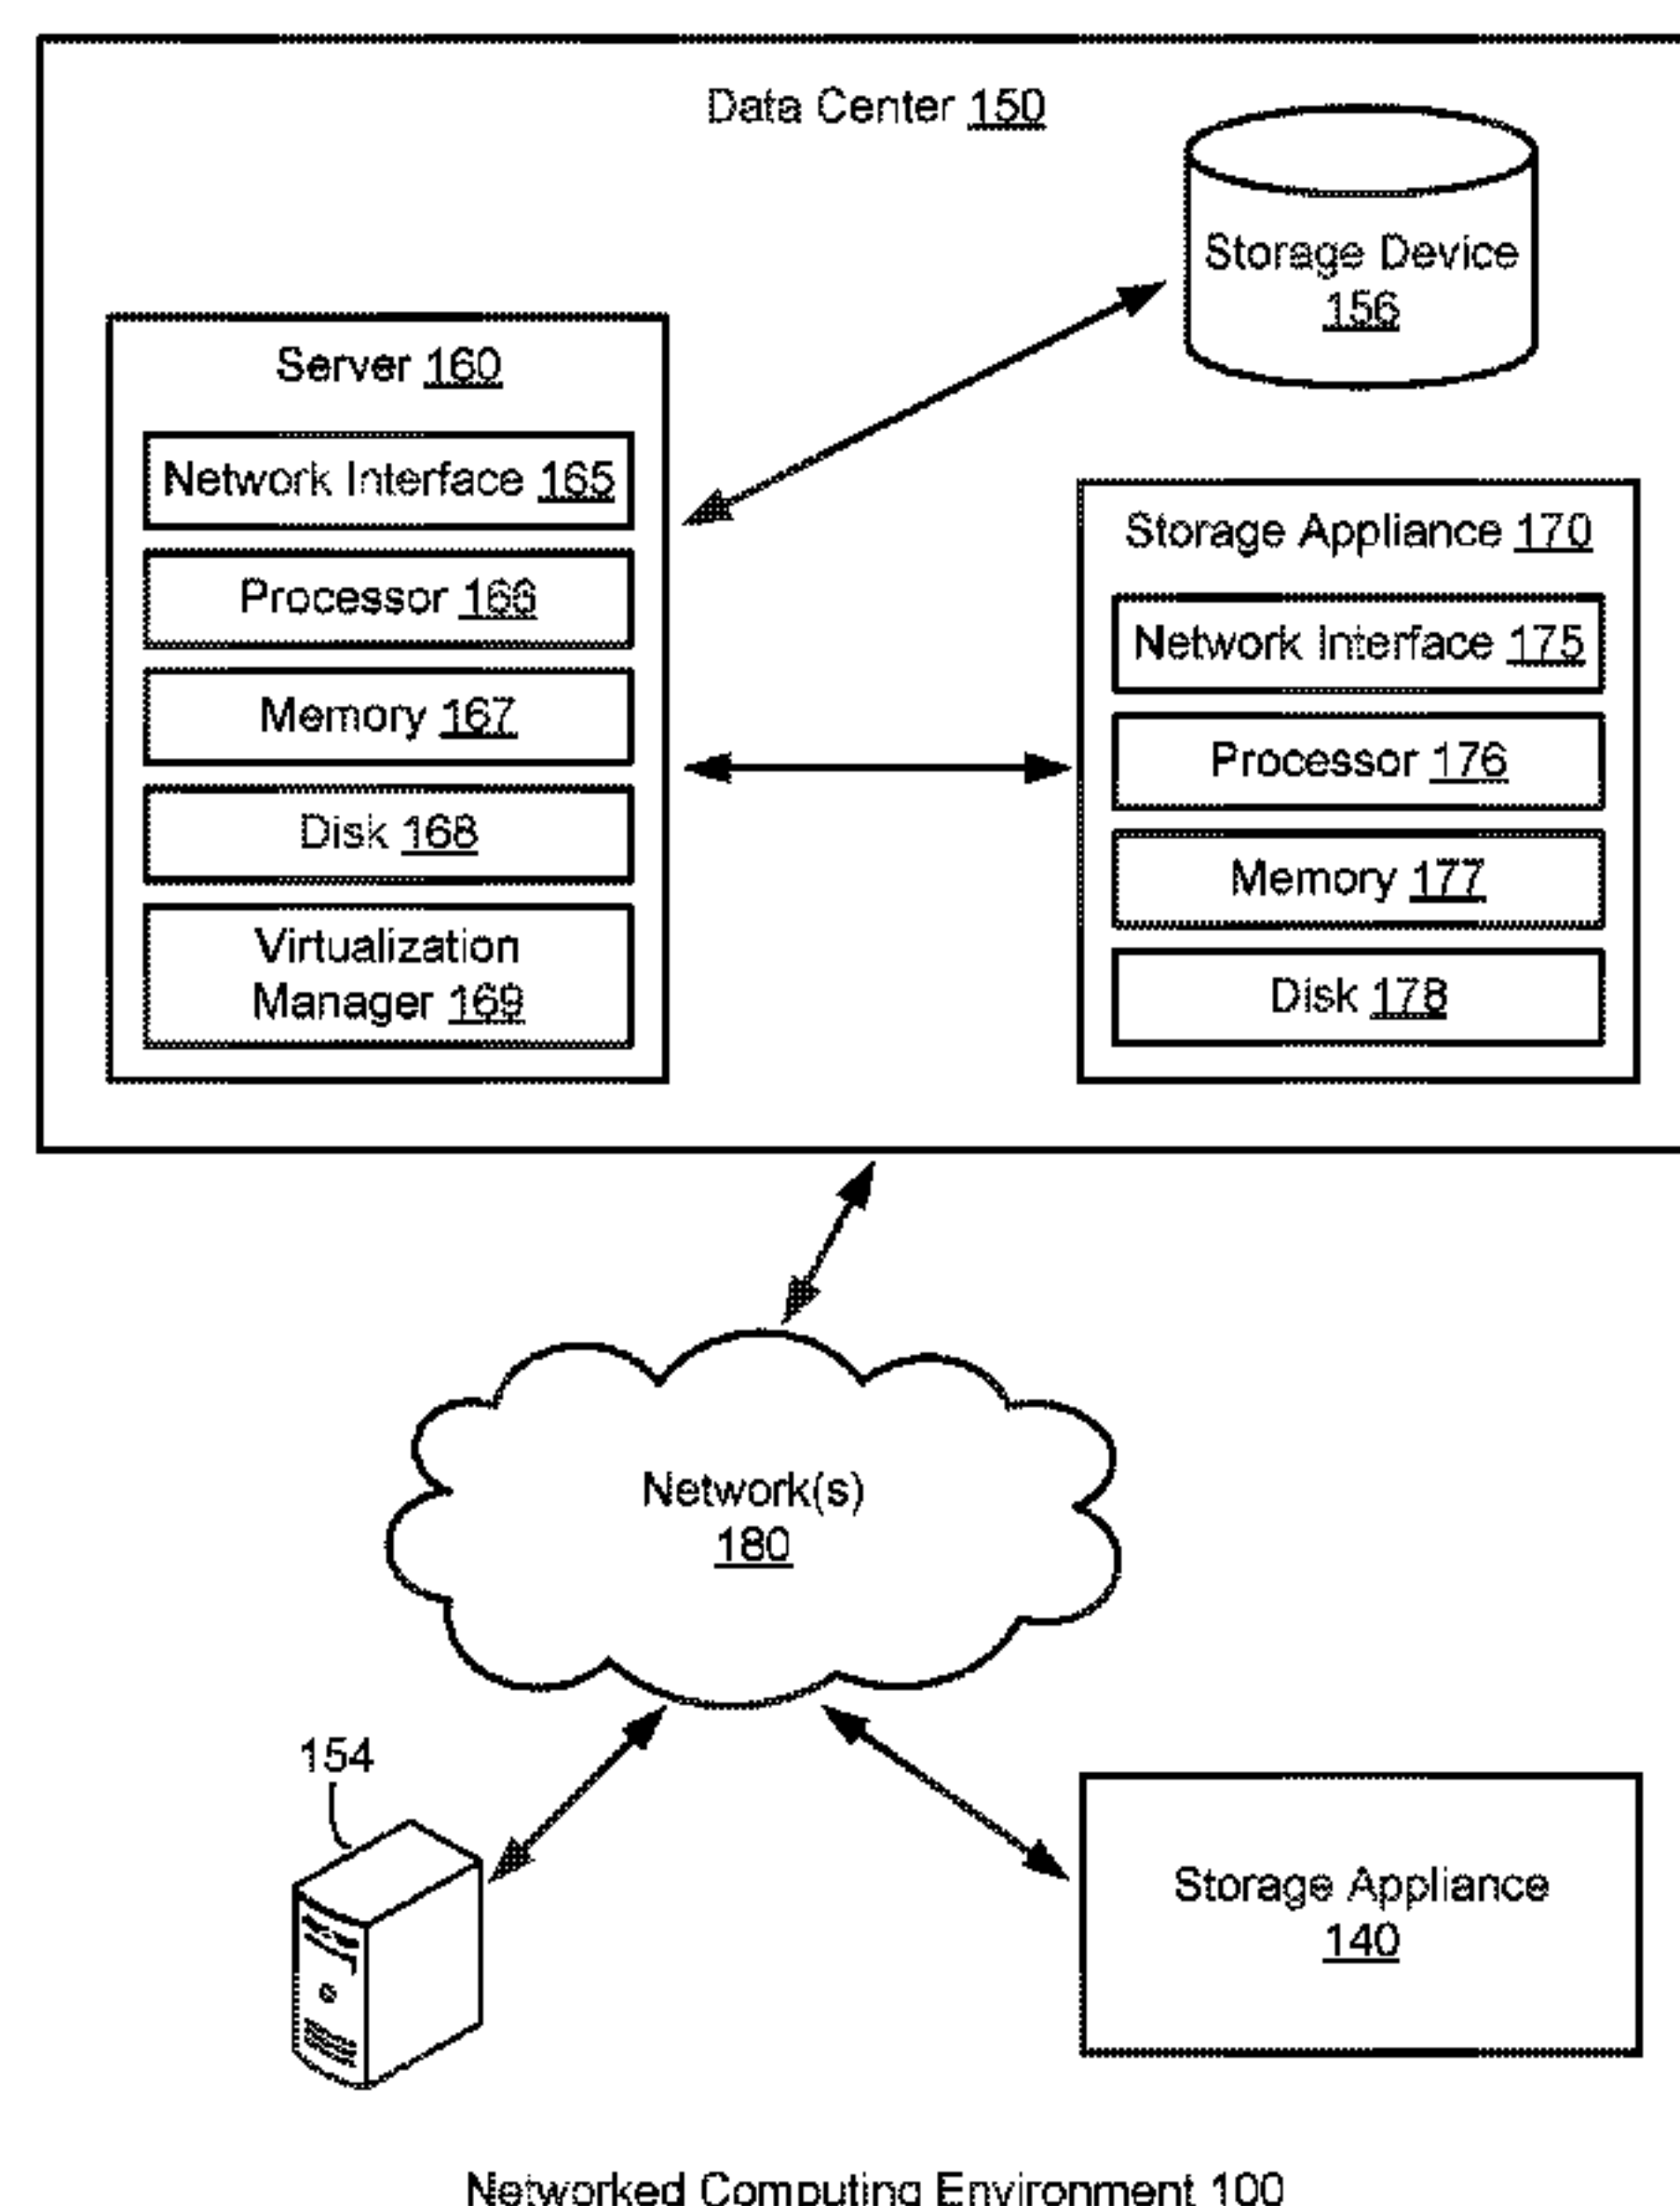 Data Center 150
Storage Device
156
Server 160
Network Interface 165
Processor 166
Memory 167
Disk 168
Virtualization
Manager 169
Storage Appliance 170
Network Interface 175
Processor 176
Memory 177
Disk 178
Network(s)
180
154
Storage Appliance
140
Networked Computing Environment 100